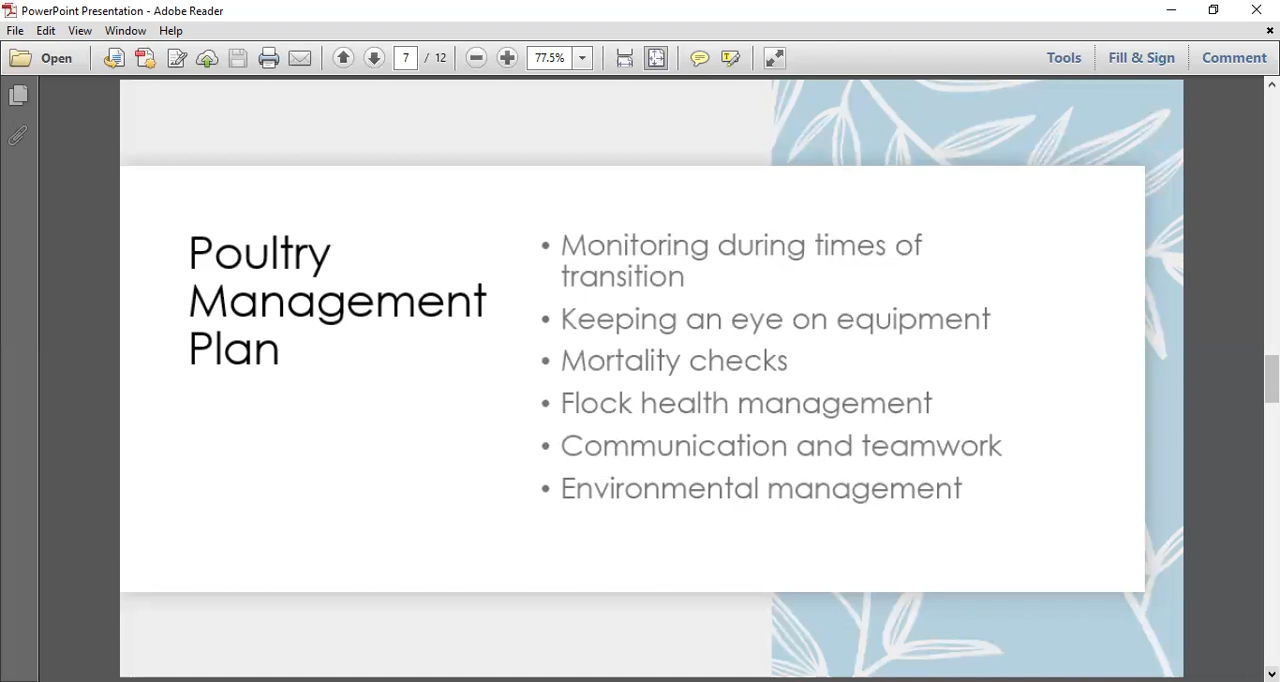 PowerPoint Presentation - Adobe Reader
File Edit View Window Help
Open 7 / 12 77.5% Tools Fill & Sign Comment
Poultry
Management
Plan
• Monitoring during times of
transition
• Keeping an eye on equipment
• Mortality checks
• Flock health management
• Communication and teamwork
• Environmental management